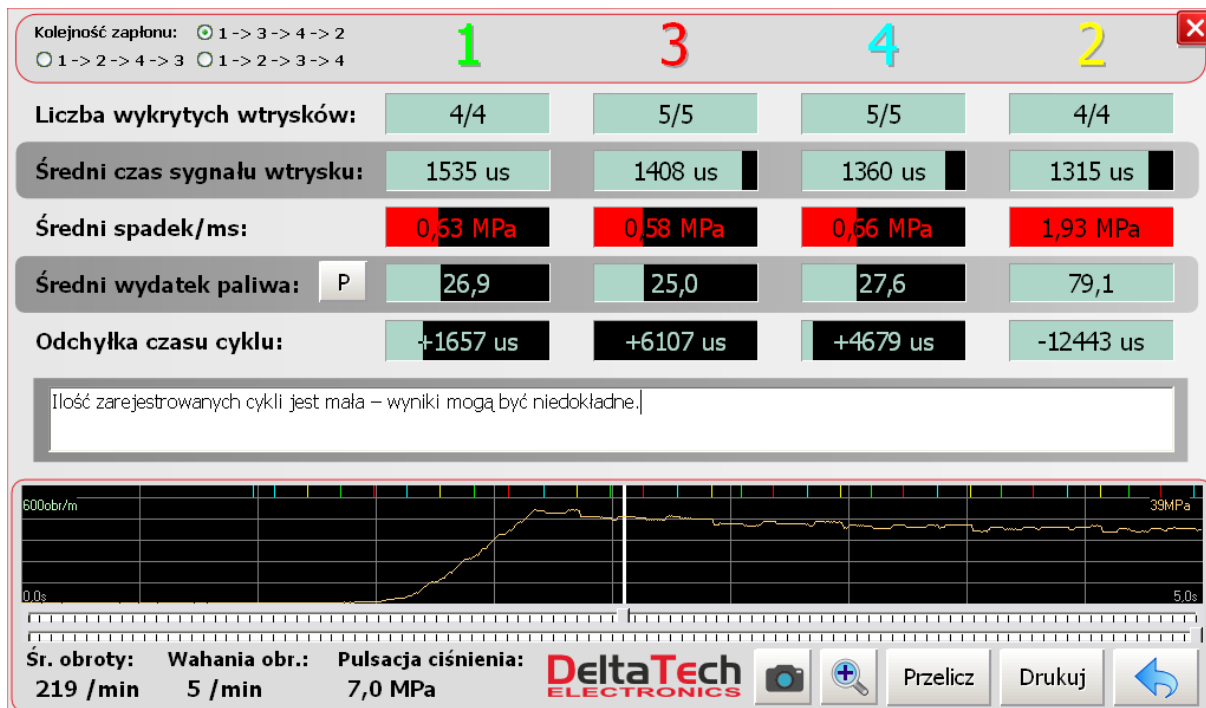 Kolejność zapłonu: 1 -> 3 -> 4 -> 2
1 -> 2 -> 4 -> 3 1 -> 2 -> 3 -> 4
1 3 4 2
Liczba wykrytych wtrysków: 4/4 5/5 5/5 4/4
Średni czas sygnału wtrysku: 1535 us 1408 us 1360 us 1315 us
Średni spadek/ms: 0,63 MPa 0,58 MPa 0,66 MPa 1,93 MPa
Średni wydatek paliwa: P 26,9 25,0 27,6 79,1
Odchyłka czasu cyklu: +1657 us +6107 us +4679 us -12443 us
Ilość zarejestrowanych cykli jest mała – wyniki mogą być niedokładne.
600obr/m 39MPa
0,0s 5,0s
Śr. obroty: Wahania obr.: Pulsacja ciśnienia:
219 /min 5 /min 7,0 MPa
DeltaTech
ELECTRONICS
Przelicz Drukuj